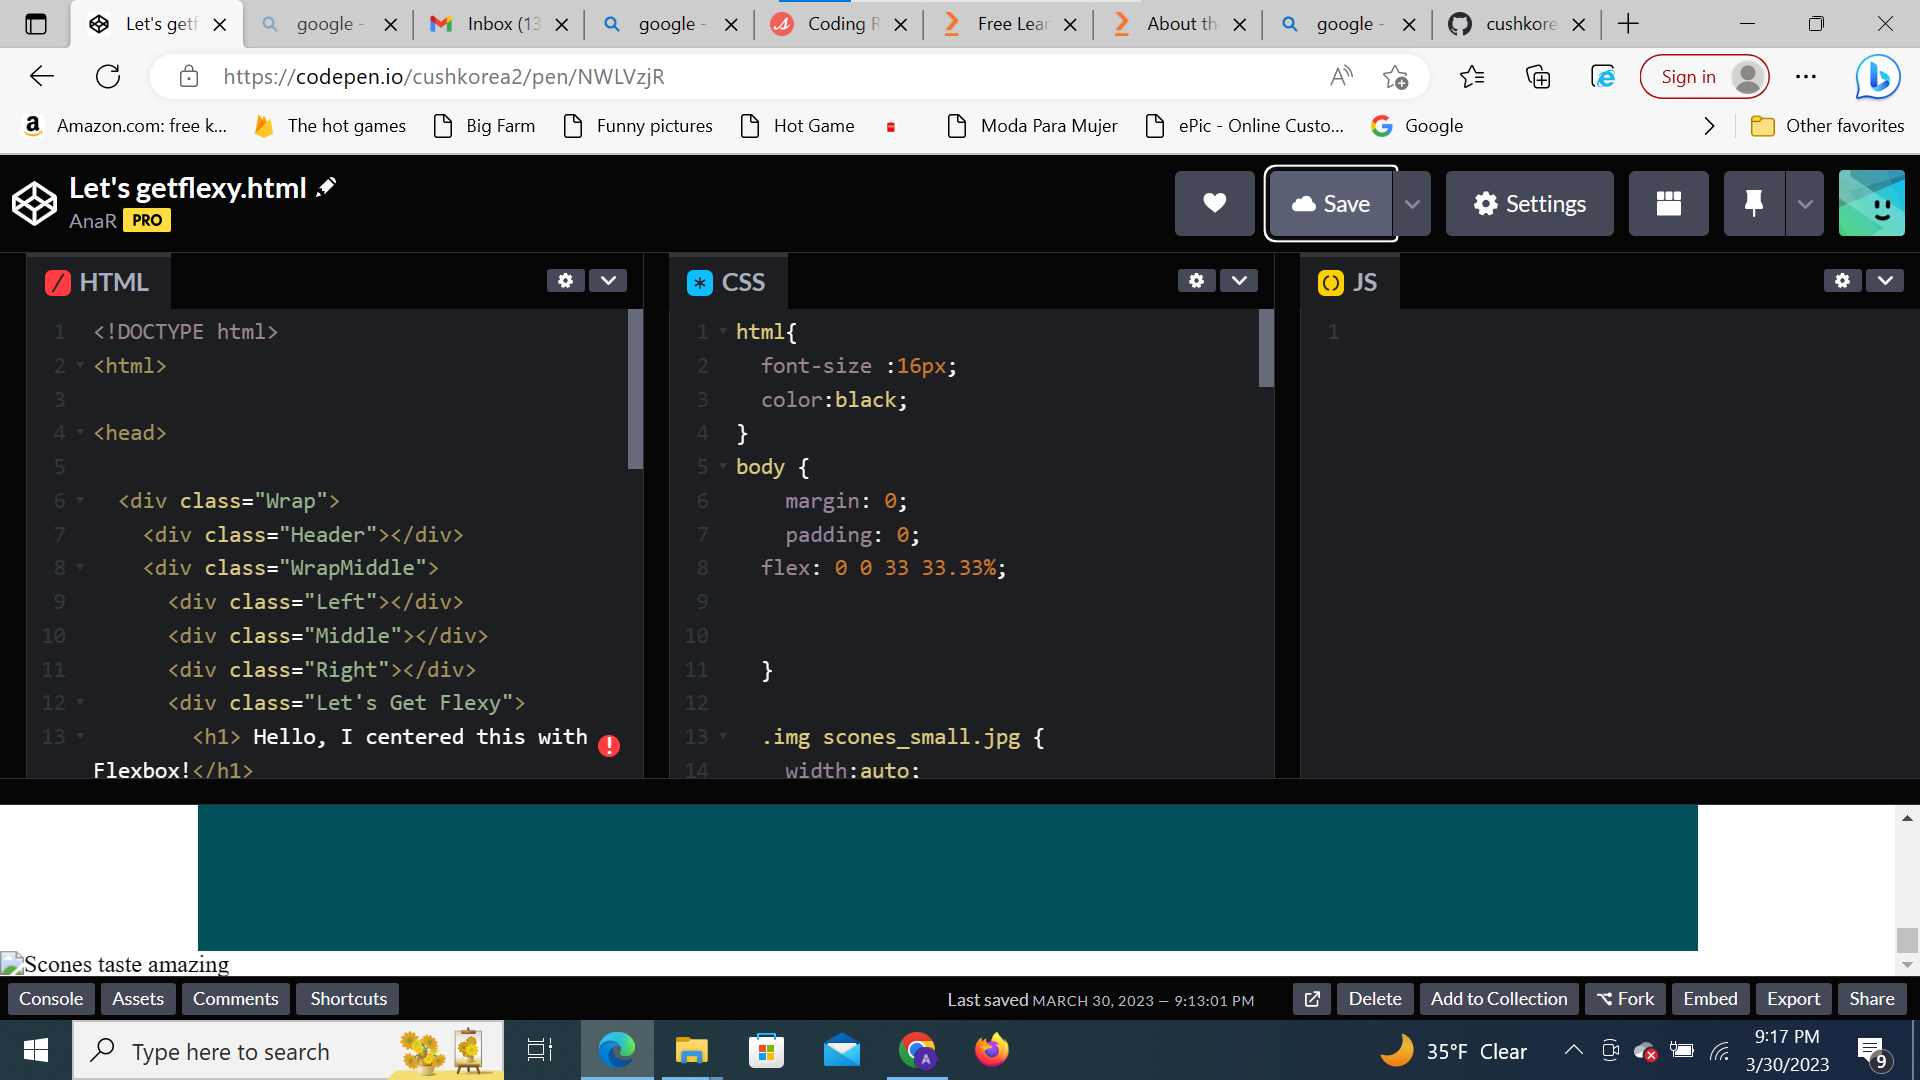 Let's getf
google -
Inbox (13
google -
Coding R
Free Lear
About th
google -
cushkore
https://codepen.io/cushkorea2/pen/NWLVzjR
Sign in
Amazon.com: free k...
The hot games
Big Farm
Funny pictures
Hot Game
Moda Para Mujer
ePic - Online Custo...
Google
Other favorites
Let's getflexy.html
AnaR PRO
Save
Settings
HTML
1 <!DOCTYPE html>
2 <html>
3
4 <head>
5
6 <div class="Wrap">
7 <div class="Header"></div>
8 <div class="WrapMiddle">
9 <div class="Left"></div>
10 <div class="Middle"></div>
11 <div class="Right"></div>
12 <div class="Let's Get Flexy">
13 <h1> Hello, I centered this with
Flexbox!</h1>
CSS
1 html{
2 font-size :16px;
3 color:black;
4 }
5 body {
6 margin: 0;
7 padding: 0;
8 flex: 0 0 33 33.33%;
9
10
11 }
12
13 .img scones_small.jpg {
14 width:auto;
JS
1
Scones taste amazing
Console
Assets
Comments
Shortcuts
Last saved MARCH 30, 2023 — 9:13:01 PM
Delete
Add to Collection
Fork
Embed
Export
Share
Type here to search
A
35°F Clear
9:17 PM
3/30/2023
9